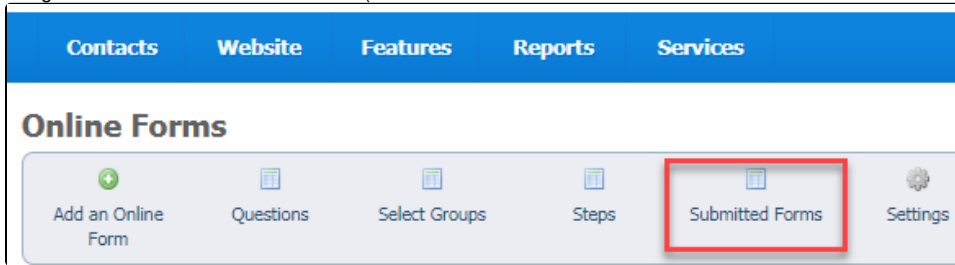 Contacts Website Features Reports Services
Online Forms
Add an Online Form Questions Select Groups Steps Submitted Forms Settings